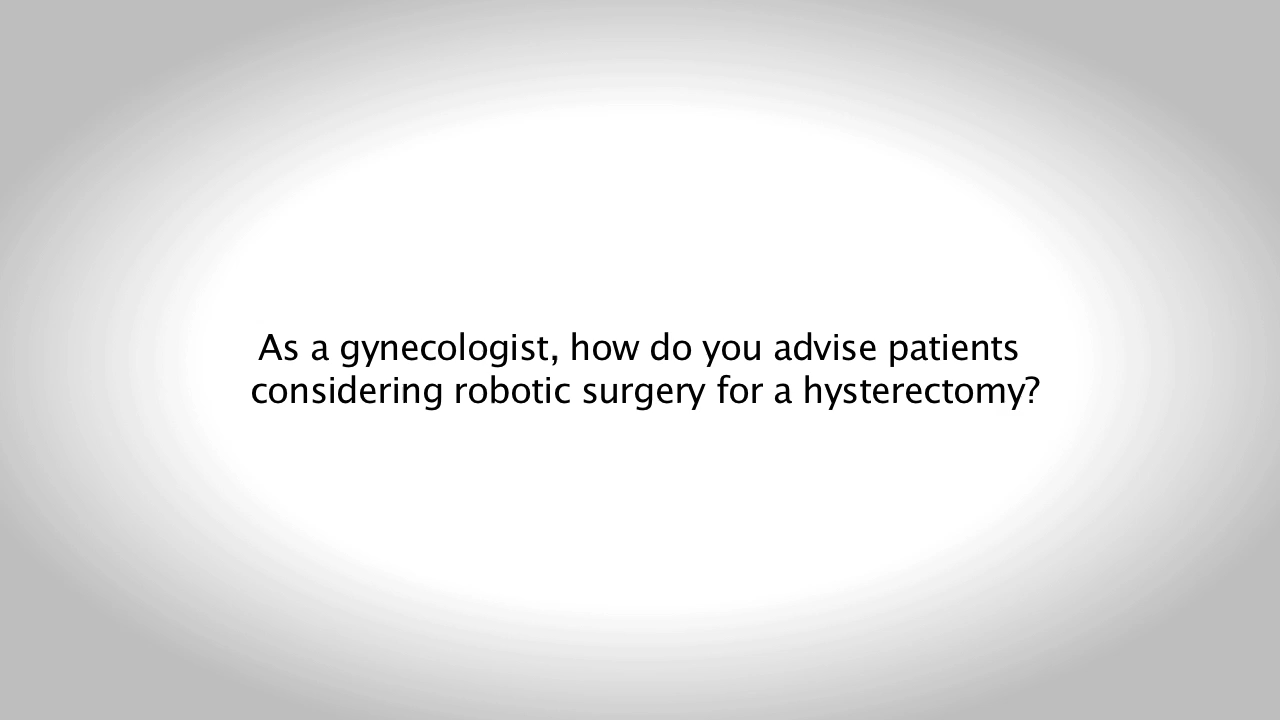 As a gynecologist, how do you advise patients
considering robotic surgery for a hysterectomy?